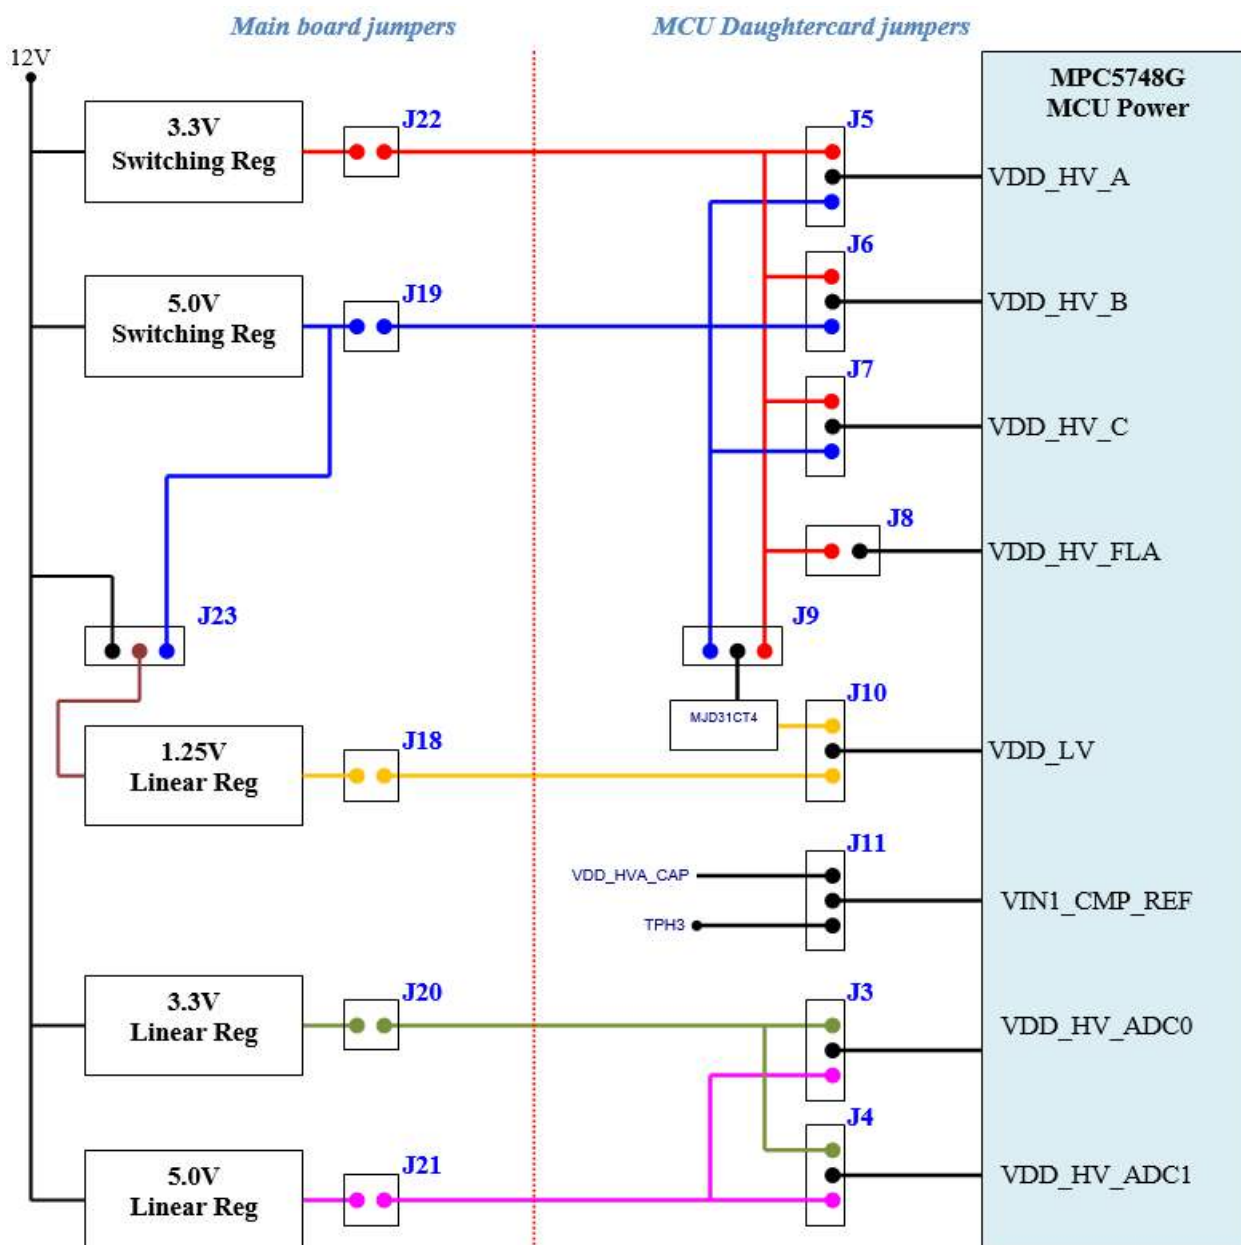 Main board jumpers
MCU Daughtercard jumpers
12V
MPC5748G
MCU Power
3.3V
Switching Reg
J22
J5
VDD_HV_A
J6
5.0V
Switching Reg
J19
VDD_HV_B
J7
VDD_HV_C
J8
VDD_HV_FLA
J23
J9
MJD31CT4
J10
1.25V
Linear Reg
J18
VDD_LV
J11
VDD_HVA_CAP
VIN1_CMP_REF
TPH3
3.3V
Linear Reg
J20
J3
VDD_HV_ADC0
J4
5.0V
Linear Reg
J21
VDD_HV_ADC1